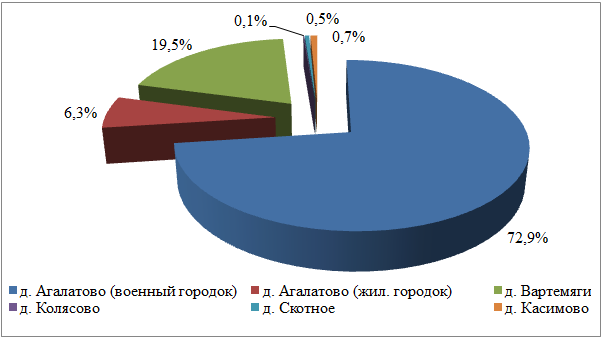 0,1%
0,5%
0,7%
19,5%
6,3%
72,9%
д. Агалатово (военный городок)
д. Агалатово (жил. городок)
д. Вартемяги
д. Колясово
д. Скотное
д. Касимово